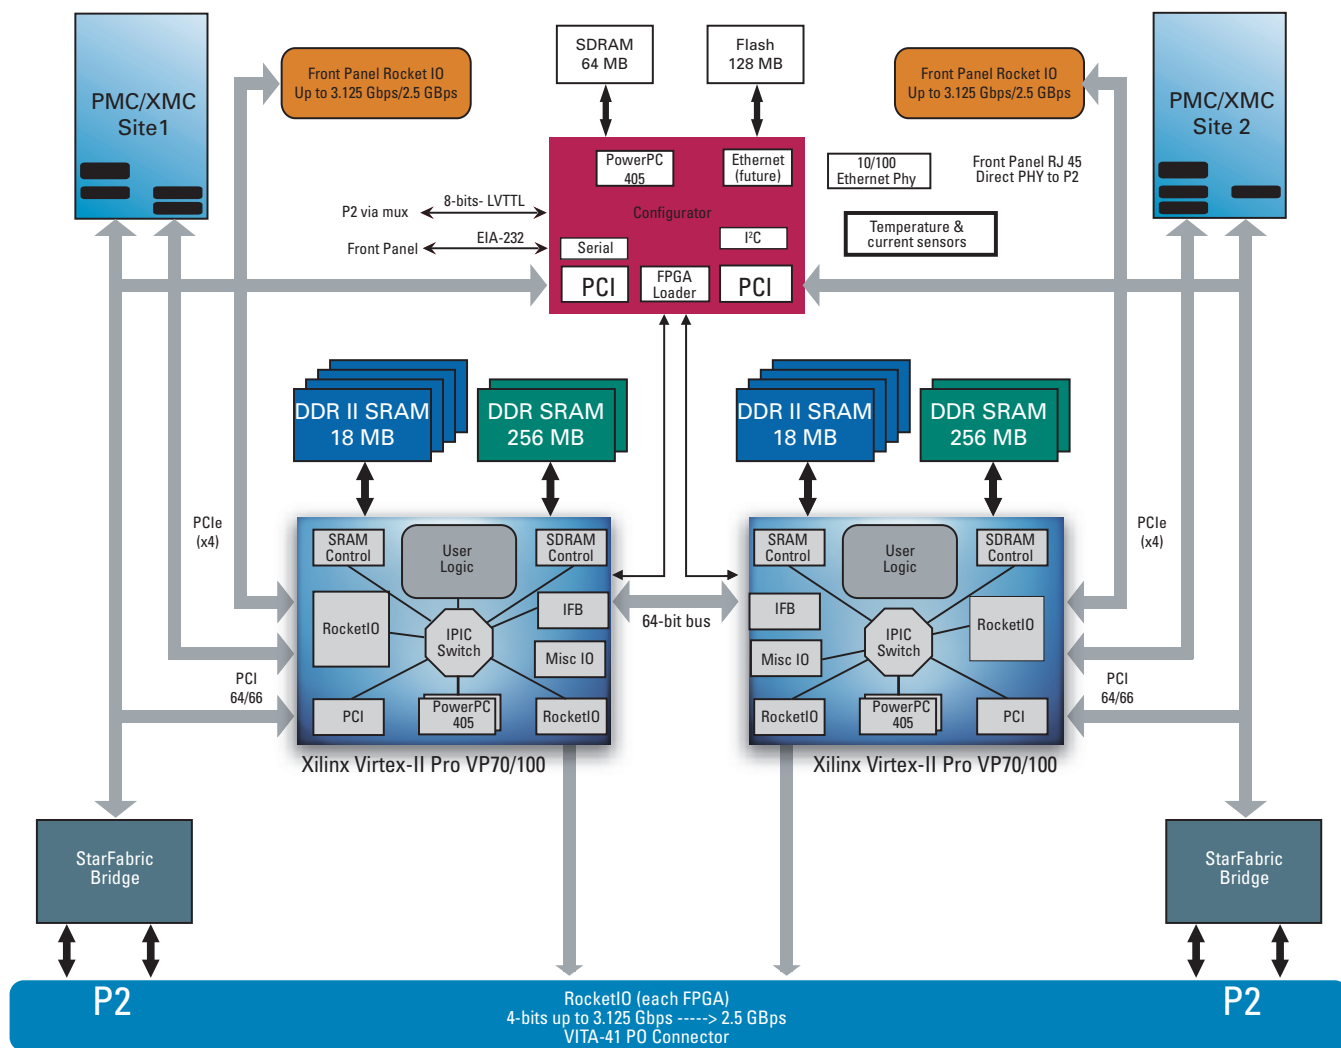 PMC/XMC
Site1
Front Panel Rocket IO
Up to 3.125 Gbps/2.5 GBps
SDRAM
64 MB
Flash
128 MB
Front Panel Rocket IO
Up to 3.125 Gbps/2.5 GBps
PMC/XMC
Site 2
PowerPC
405
Ethernet
(future)
10/100
Ethernet Phy
Front Panel RJ 45
Direct PHY to P2
P2 via mux
8-bits- LVTTL
Configurator
Temperature &
current sensors
Front Panel
EIA-232
Serial
I²C
PCI
FPGA
Loader
PCI
DDR II SRAM
18 MB
DDR SRAM
256 MB
DDR II SRAM
18 MB
DDR SRAM
256 MB
PCIe
(x4)
PCIe
(x4)
SRAM
Control
User
Logic
SDRAM
Control
RocketIO
IPIC
Switch
IFB
Misc IO
PCI
PowerPC
405
RocketIO
64-bit bus
SRAM
Control
User
Logic
SDRAM
Control
IFB
IPIC
Switch
RocketIO
Misc IO
RocketIO
PowerPC
405
PCI
PCI
64/66
PCI
64/66
Xilinx Virtex-II Pro VP70/100
Xilinx Virtex-II Pro VP70/100
StarFabric
Bridge
StarFabric
Bridge
P2
RocketIO (each FPGA)
4-bits up to 3.125 Gbps -----> 2.5 GBps
VITA-41 PO Connector
P2